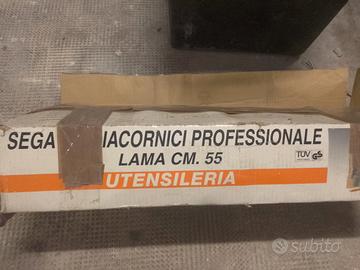 SEGA IACORNICI PROFESSIONALE
LAMA CM. 55
UTENSILERIA
TÜV
GS
subito